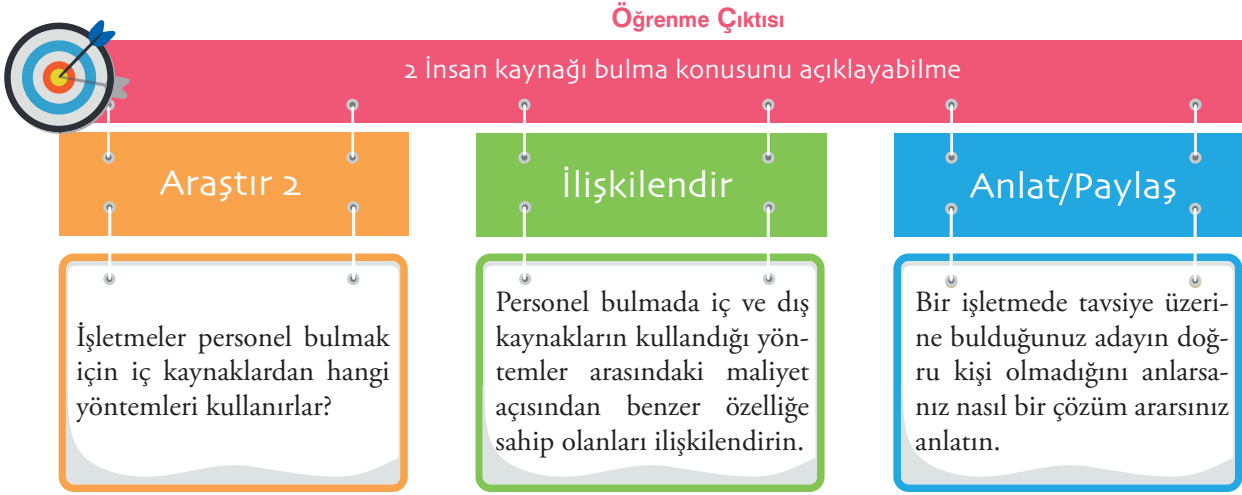 Öğrenme Çıktısı
2 İnsan kaynağı bulma konusunu açıklayabilme
Araştır 2
İşletmeler personel bulmak
için iç kaynaklardan hangi
yöntemleri kullanırlar?
İlişkilendir
Personel bulmada iç ve dış
kaynakların kullandığı yön-
temler arasındaki maliyet
açısından benzer özelliğe
sahip olanları ilişkilendirin.
Anlat/Paylaş
Bir işletmede tavsiye üzeri-
ne bulduğunuz adayın doğ-
ru kişi olmadığını anlarsa-
nız nasıl bir çözüm ararsınız
anlatın.